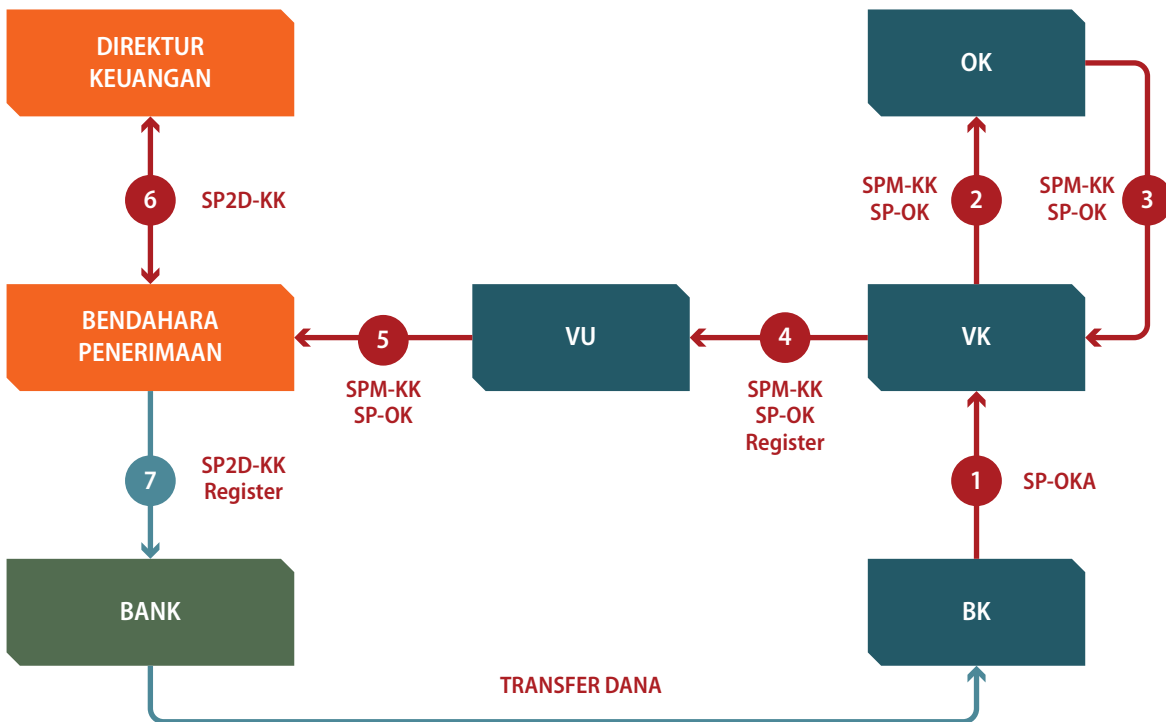 DIREKTUR
KEUANGAN
OK
6
SP2D-KK
SPM-KK
SP-OK
2
SPM-KK
SP-OK
3
BENDAHARA
PENERIMAAN
5
SPM-KK
SP-OK
VU
4
SPM-KK
SP-OK
Register
VK
7
SP2D-KK
Register
1
SP-OKA
BANK
BK
TRANSFER DANA